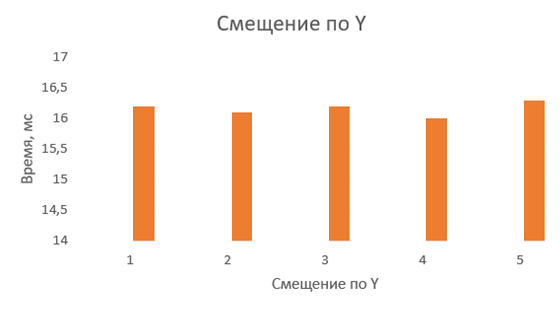 Смещение по Y
17
16,5
16
15,5
15
14,5
14
Время, мс
1 2 3 4 5
Смещение по Y